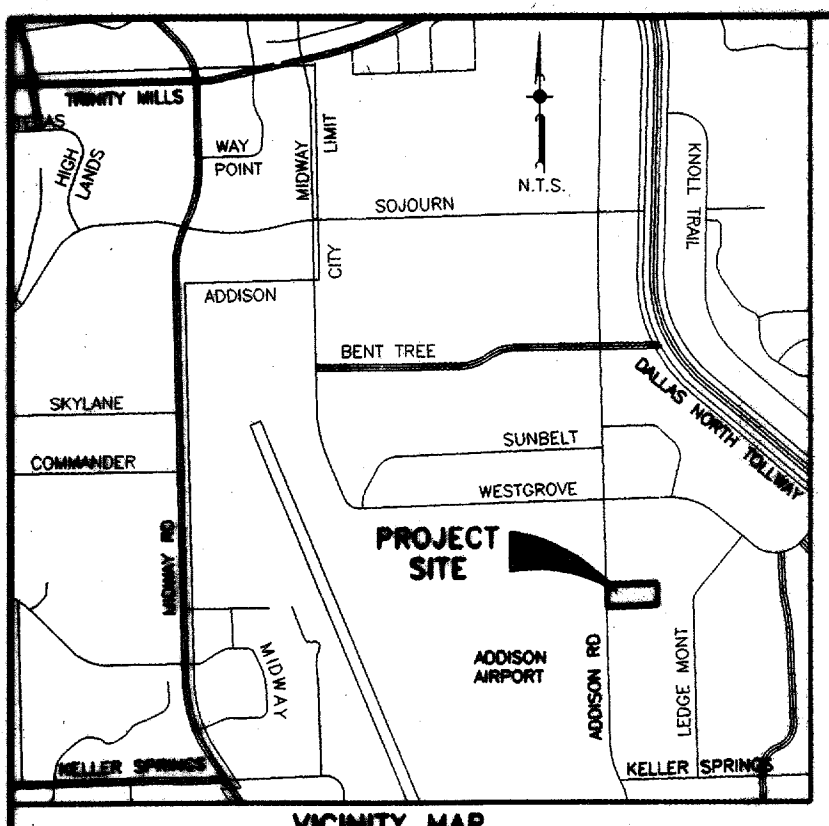 TRINITY MILLS
TEXAS
HIGH
LANDS
WAY
POINT
MIDWAY
LIMIT
CITY
N.T.S.
KNOLL TRAIL
SOJOURN
ADDISON
BENT TREE
DALLAS NORTH TOLLWAY
SKYLANE
COMMANDER
SUNBELT
WESTGROVE
MIDWAY RD
PROJECT
SITE
MIDWAY
ADDISON
AIRPORT
ADDISON RD
LEDGE MONT
KELLER SPRINGS
KELLER SPRINGS
VICINITY MAP